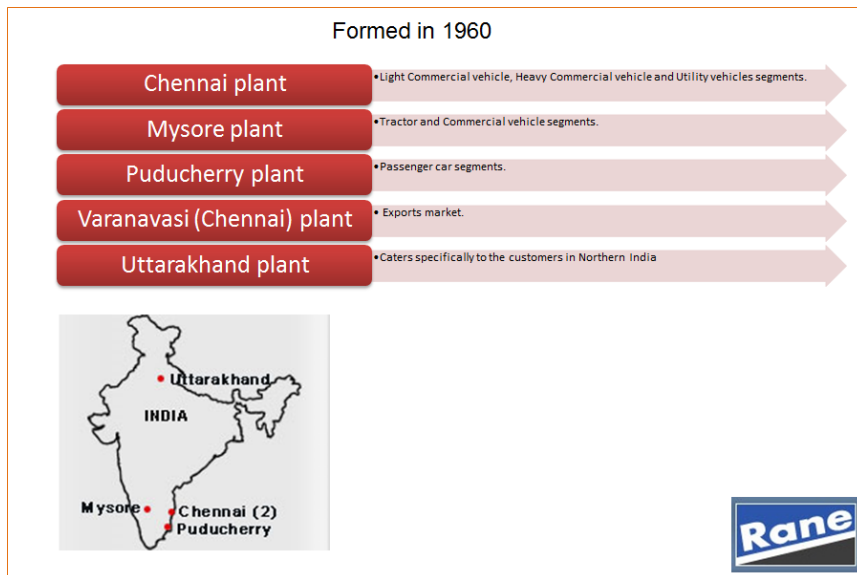 Formed in 1960
Chennai plant
•Light Commercial vehicle, Heavy Commercial vehicle and Utility vehicles segments.
Mysore plant
•Tractor and Commercial vehicle segments.
Puducherry plant
•Passenger car segments.
Varanavasi (Chennai) plant
• Exports market.
Uttarakhand plant
•Caters specifically to the customers in Northern India
Uttarakhand
INDIA
Mysore
Chennai (2)
Puducherry
Rane